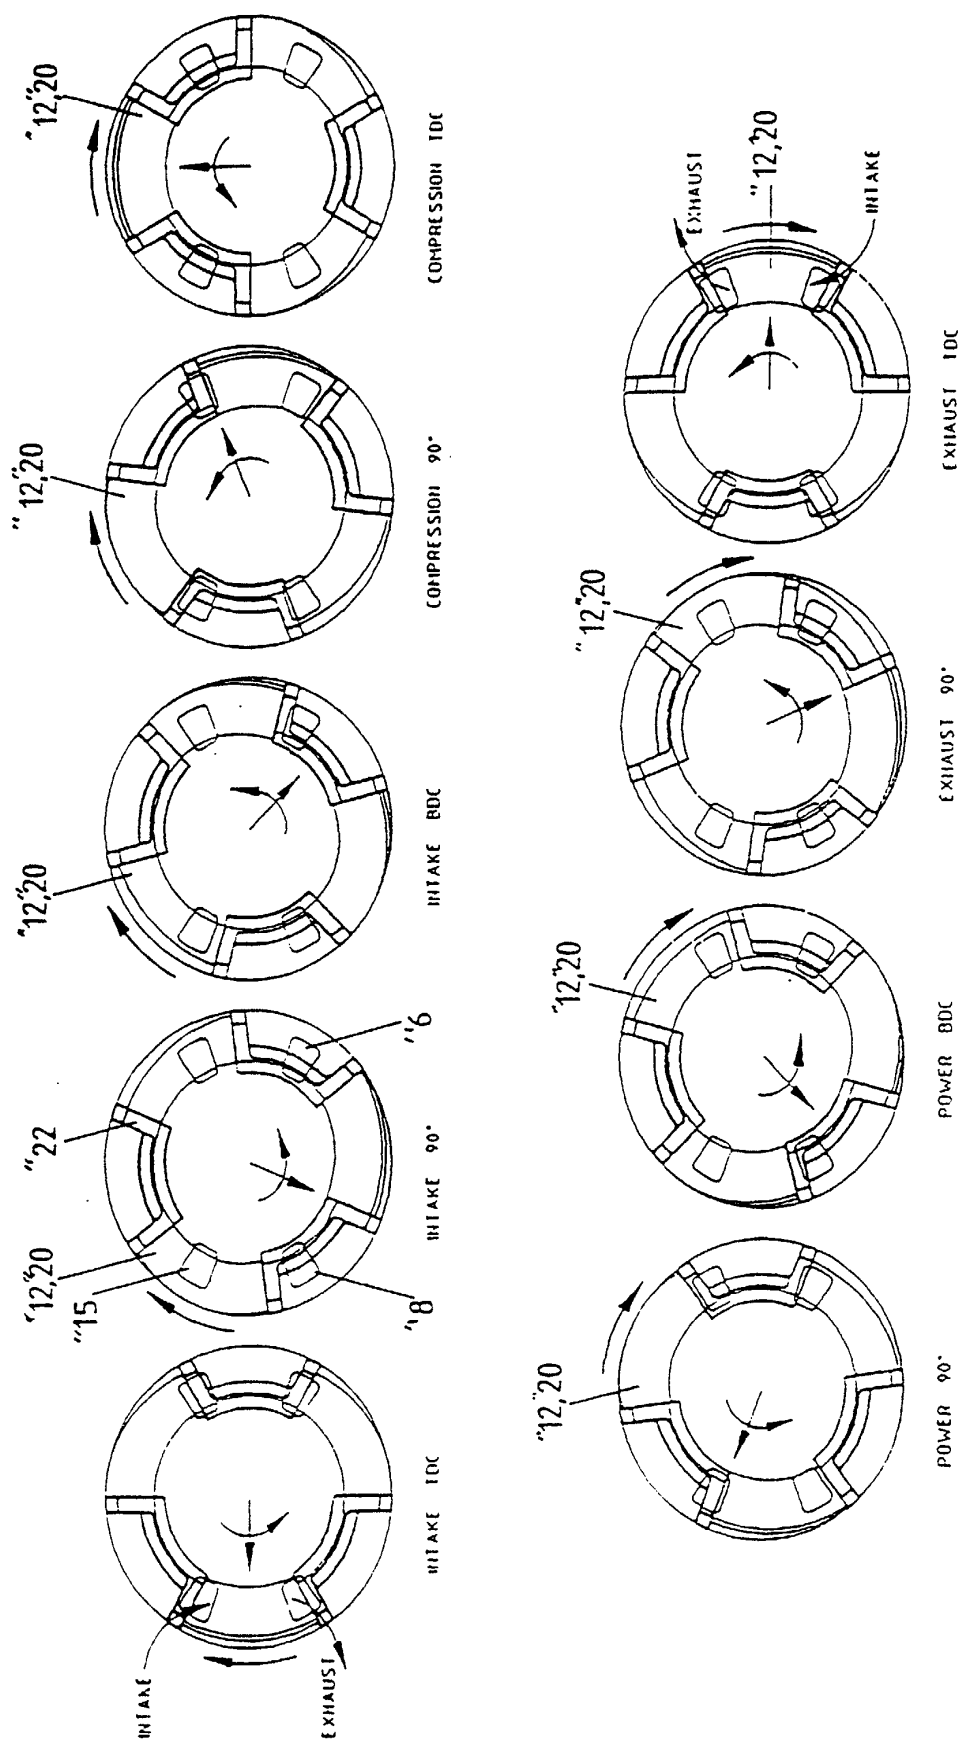 "12,"20
COMPRESSION TDC
"12,"20
COMPRESSION 90°
"12,"20
INTAKE BDC
"12,"20
"15
"22
"6
"8
INTAKE 90°
INTAKE
EXHAUST
INTAKE TDC
EXHAUST
"12,"20
INTAKE
EXHAUST TDC
"12,"20
EXHAUST 90°
"12,"20
POWER BDC
"12,"20
POWER 90°